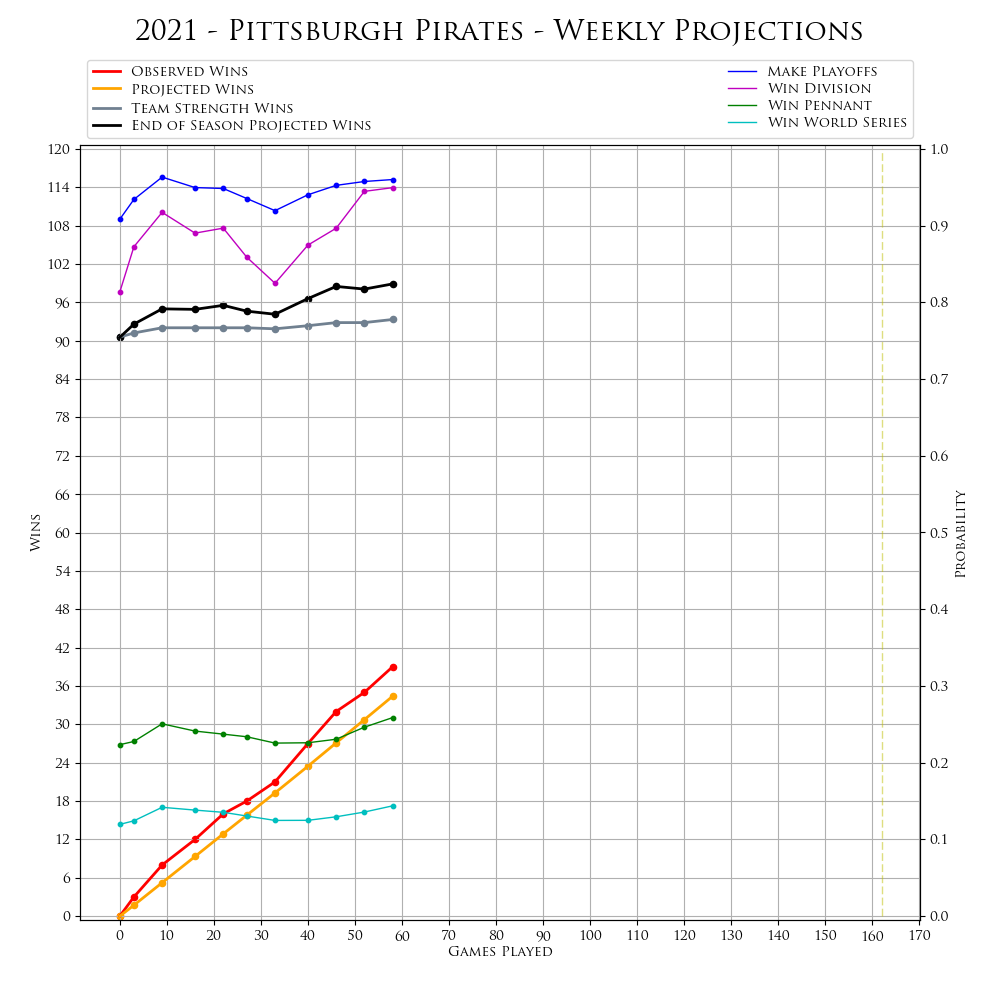 2021 - Pittsburgh Pirates - Weekly Projections
Observed Wins
Projected Wins
Team Strength Wins
End of Season Projected Wins
Make Playoffs
Win Division
Win Pennant
Win World Series
120
114
108
102
96
90
84
78
72
66
60
54
48
42
36
30
24
18
12
6
0
Wins
1.0
0.9
0.8
0.7
0.6
0.5
0.4
0.3
0.2
0.1
0.0
Probability
0 10 20 30 40 50 60 70 80 90 100 110 120 130 140 150 160 170
Games Played